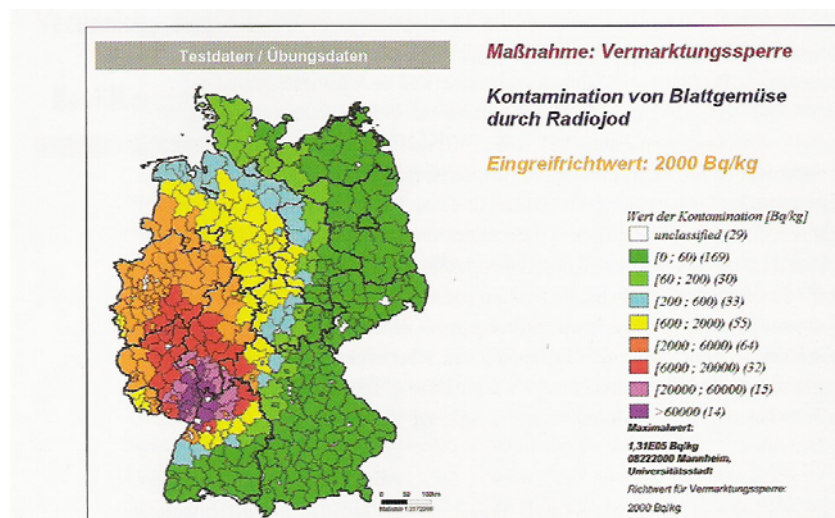 Testdaten / Übungsdaten
Maßnahme: Vermarktungssperre
Kontamination von Blattgemüse
durch Radiojod
Eingreifrichtwert: 2000 Bq/kg
Wert der Kontamination [Bq/kg]
unclassified (29)
[0 ; 60) (169)
[60 ; 200) (30)
[200 ; 600) (33)
[600 ; 2000) (55)
[2000 ; 6000) (64)
[6000 ; 20000) (32)
[20000 ; 60000) (15)
>60000 (14)
Maximalwert:
1,31E05 Bq/kg
08222000 Mannheim,
Universitätsstadt
Richtwert für Vermarktungssperre:
2000 Bq/kg
0 50 100km
Maßstab